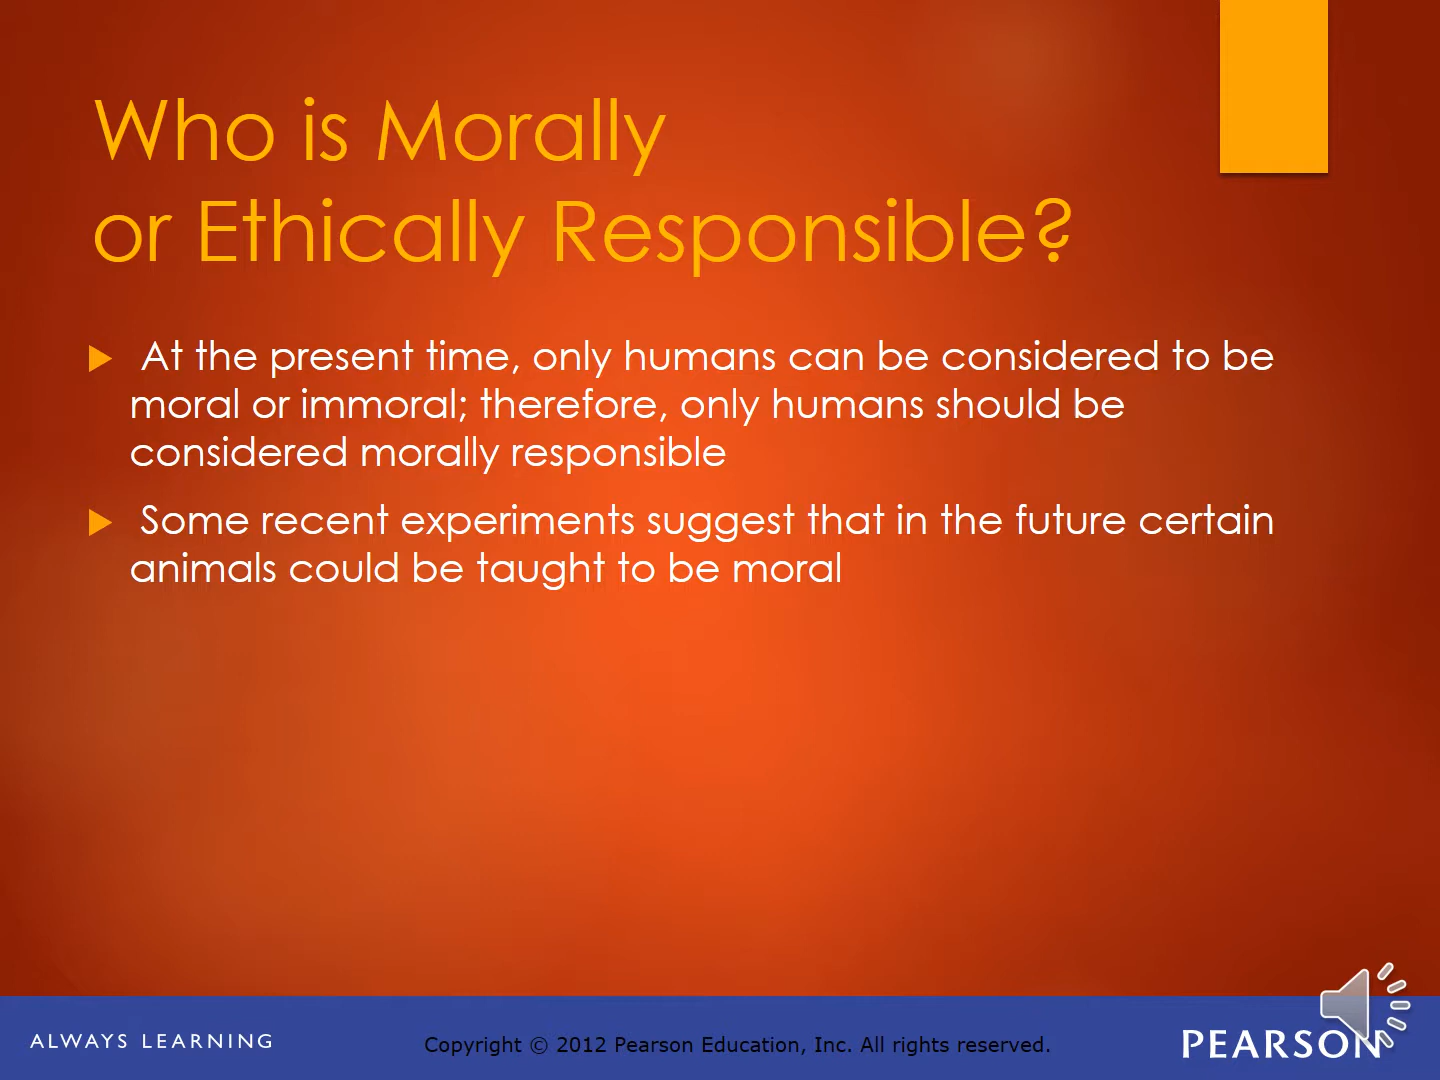 Who is Morally
or Ethically Responsible?
At the present time, only humans can be considered to be
moral or immoral; therefore, only humans should be
considered morally responsible
Some recent experiments suggest that in the future certain
animals could be taught to be moral
ALWAYS LEARNING
Copyright © 2012 Pearson Education, Inc. All rights reserved.
PEARSON